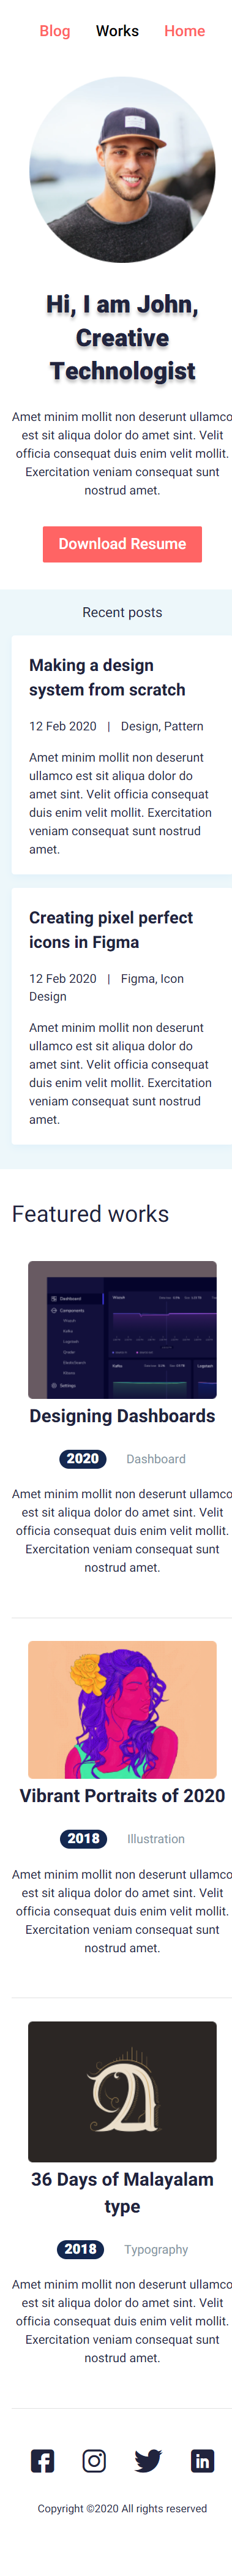 Blog Works Home
Hi, I am John,
Creative
Technologist
Amet minim mollit non deserunt ullamco
est sit aliqua dolor do amet sint. Velit
officia consequat duis enim velit mollit.
Exercitation veniam consequat sunt
nostrud amet.
Download Resume
Recent posts
Making a design
system from scratch
12 Feb 2020 | Design, Pattern
Amet minim mollit non deserunt
ullamco est sit aliqua dolor do
amet sint. Velit officia consequat
duis enim velit mollit. Exercitation
veniam consequat sunt nostrud
amet.
Creating pixel perfect
icons in Figma
12 Feb 2020 | Figma, Icon
Design
Amet minim mollit non deserunt
ullamco est sit aliqua dolor do
amet sint. Velit officia consequat
duis enim velit mollit. Exercitation
veniam consequat sunt nostrud
amet.
Featured works
Dashboard
Components
Settings
Designing Dashboards
2020 Dashboard
Amet minim mollit non deserunt ullamco
est sit aliqua dolor do amet sint. Velit
officia consequat duis enim velit mollit.
Exercitation veniam consequat sunt
nostrud amet.
Vibrant Portraits of 2020
2018 Illustration
Amet minim mollit non deserunt ullamco
est sit aliqua dolor do amet sint. Velit
officia consequat duis enim velit mollit.
Exercitation veniam consequat sunt
nostrud amet.
36 Days of Malayalam
type
2018 Typography
Amet minim mollit non deserunt ullamco
est sit aliqua dolor do amet sint. Velit
officia consequat duis enim velit mollit.
Exercitation veniam consequat sunt
nostrud amet.
Copyright ©2020 All rights reserved